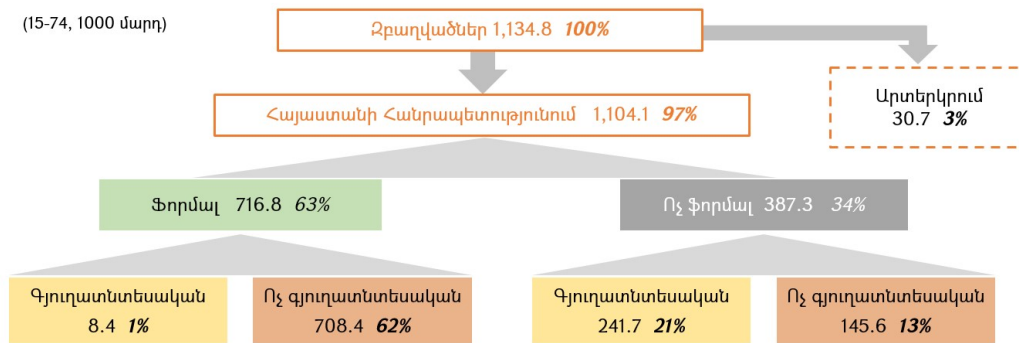 (15-74, 1000 մարդ)
Զբաղվածներ 1,134.8 100%
Արտերկրում
30.7 3%
Հայաստանի Հանրապետությունում 1,104.1 97%
Ֆորմալ 716.8 63%
Ոչ ֆորմալ 387.3 34%
Գյուղատնտեսական
8.4 1%
Ոչ գյուղատնտեսական
708.4 62%
Գյուղատնտեսական
241.7 21%
Ոչ գյուղատնտեսական
145.6 13%